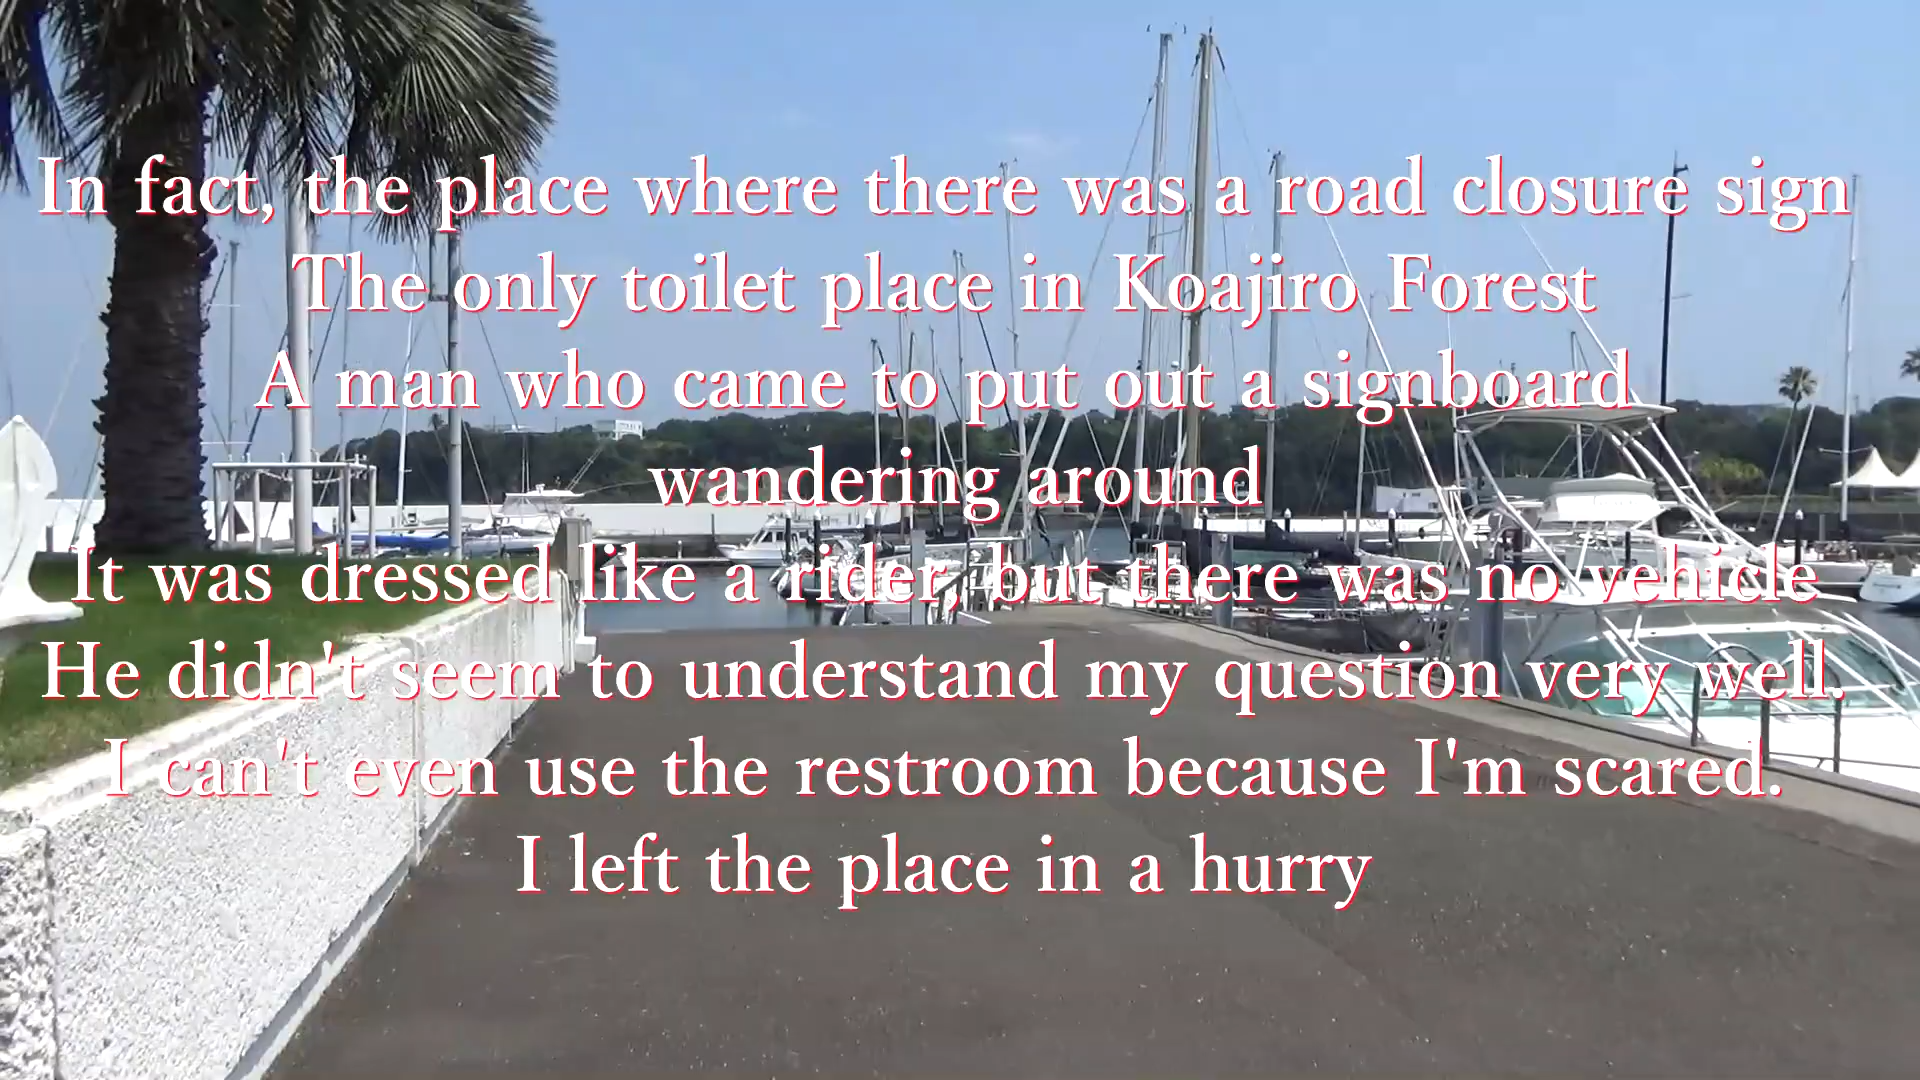 In fact, the place where there was a road closure sign
The only toilet place in Koajiro Forest
A man who came to put out a signboard
wandering around
It was dressed like a rider, but there was no vehicle
He didn't seem to understand my question very well.
I can't even use the restroom because I'm scared.
I left the place in a hurry